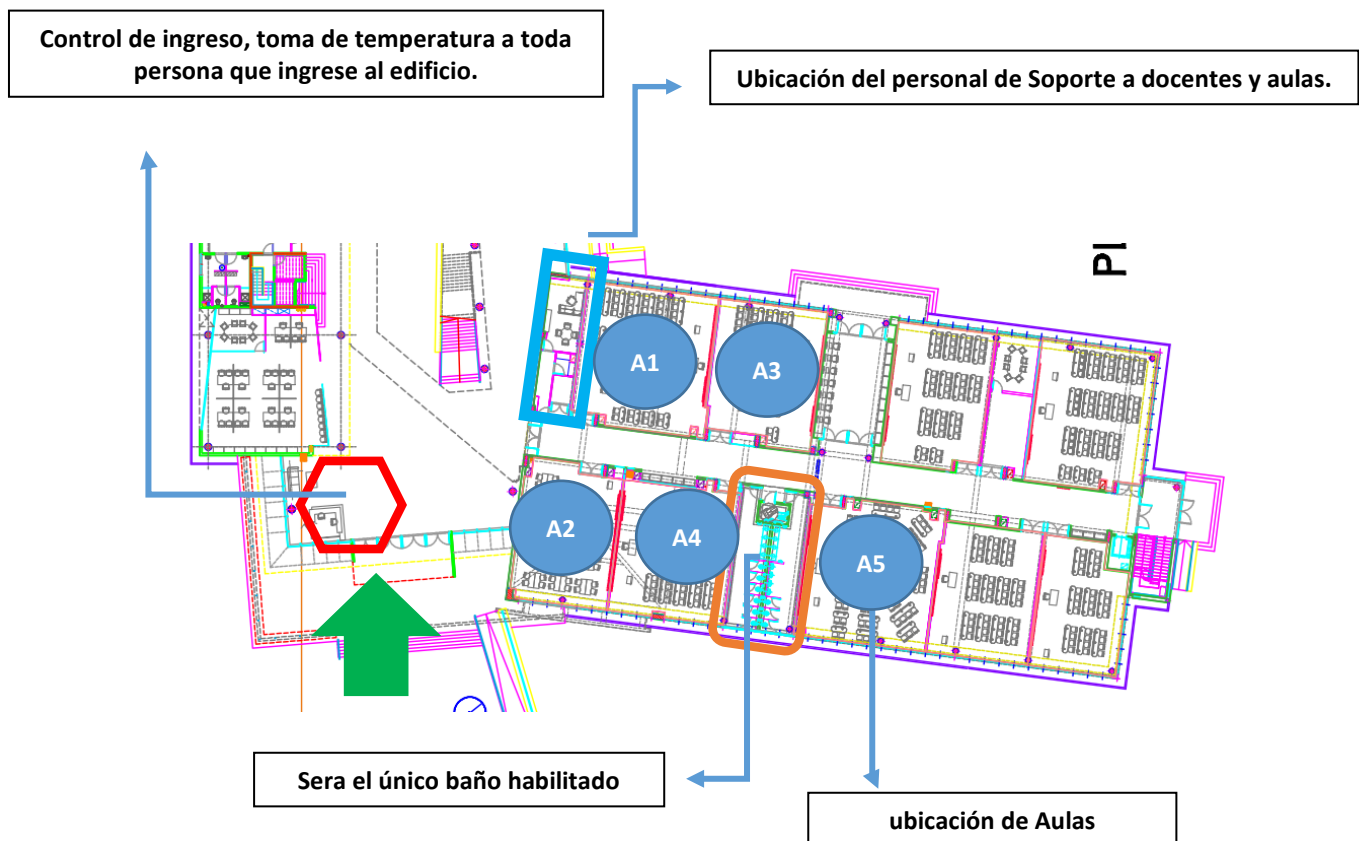 Control de ingreso, toma de temperatura a toda
persona que ingrese al edificio.
Ubicación del personal de Soporte a docentes y aulas.
Pl
A1
A3
A2
A4
A5
Sera el único baño habilitado
ubicación de Aulas